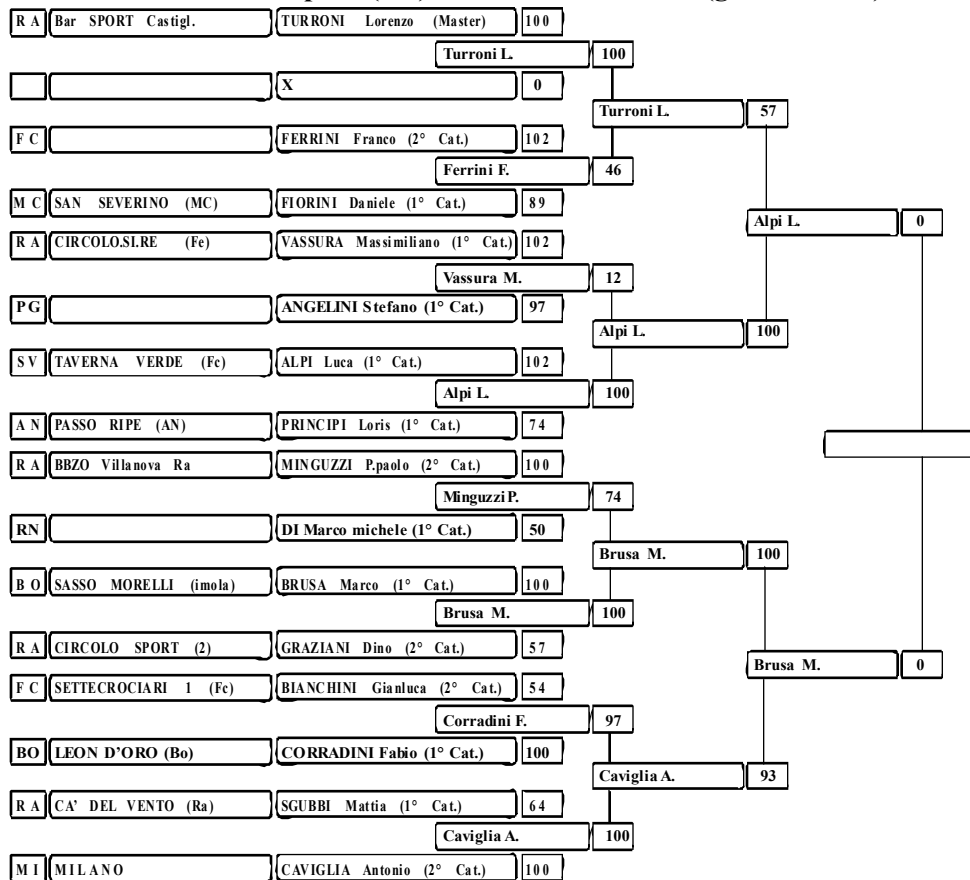 R A Bar SPORT Castigl. TURRONI Lorenzo (Master) 100
Turroni L. 100
X 0
Turroni L. 57
F C FERRINI Franco (2° Cat.) 102
Ferrini F. 46
M C SAN SEVERINO (MC) FIORINI Daniele (1° Cat.) 89
Alpi L. 0
R A CIRCOLO.SI.RE (Fe) VASSURA Massimiliano (1° Cat.) 102
Vassura M. 12
PG ANGELINI Stefano (1° Cat.) 97
Alpi L. 100
S V TAVERNA VERDE (Fc) ALPI Luca (1° Cat.) 102
Alpi L. 100
A N PASSO RIPE (AN) PRINCIPI Loris (1° Cat.) 74
R A BBZO Villanova Ra MINGUZZI P.paolo (2° Cat.) 100
Minguzzi P. 74
RN DI Marco michele (1° Cat.) 50
Brusa M. 100
B O SASSO MORELLI (imola) BRUSA Marco (1° Cat.) 100
Brusa M. 100
R A CIRCOLO SPORT (2) GRAZIANI Dino (2° Cat.) 57
Brusa M. 0
F C SETTECROCIARI 1 (Fc) BIANCHINI Gianluca (2° Cat.) 54
Corradini F. 97
BO LEON D'ORO (Bo) CORRADINI Fabio (1° Cat.) 100
Caviglia A. 93
R A CA' DEL VENTO (Ra) SGUBBI Mattia (1° Cat.) 64
Caviglia A. 100
M I MILANO CAVIGLIA Antonio (2° Cat.) 100